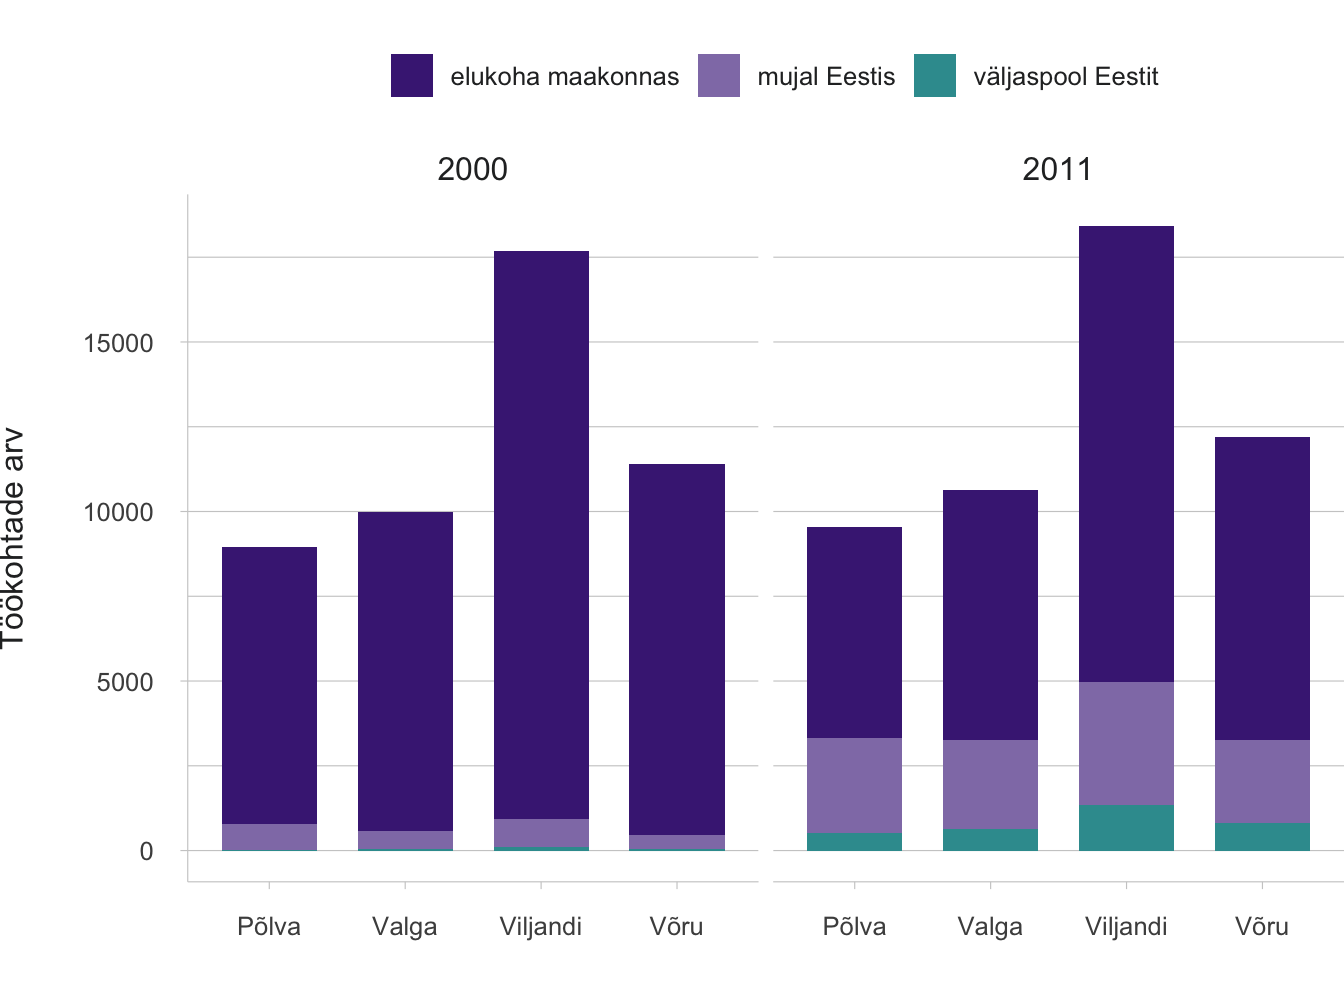 elukoha maakonnas mujal Eestis väljaspool Eestit
2000 2011
Töökohtade arv
15000
10000
5000
0
Põlva Valga Viljandi Võru Põlva Valga Viljandi Võru